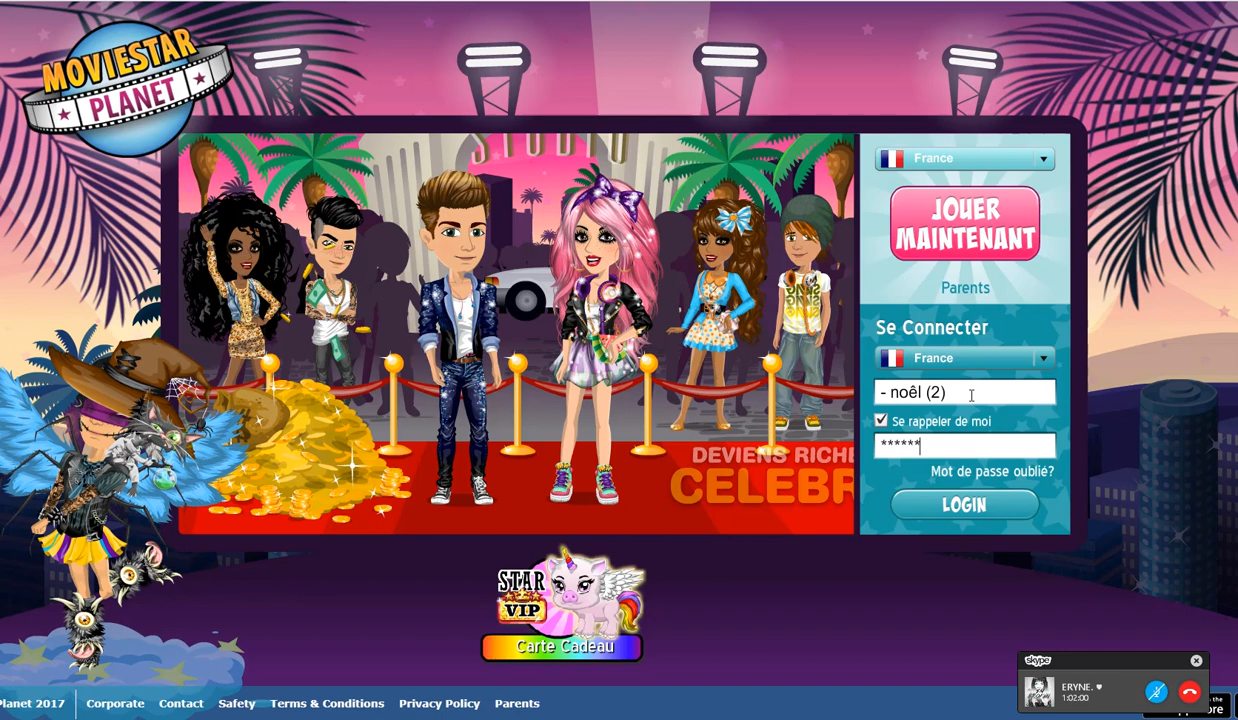 MOVIESTAR
PLANET
STUDIO
France
JOUER
MAINTENANT
Parents
Se Connecter
France
- noêl (2)
Se rappeler de moi
******
Mot de passe oublié?
LOGIN
DEVIENS RICHE
CELEBR
STAR
VIP
Carte Cadeau
skype
ERYNE. ♥
1:02:00
Planet 2017
Corporate
Contact
Safety
Terms & Conditions
Privacy Policy
Parents